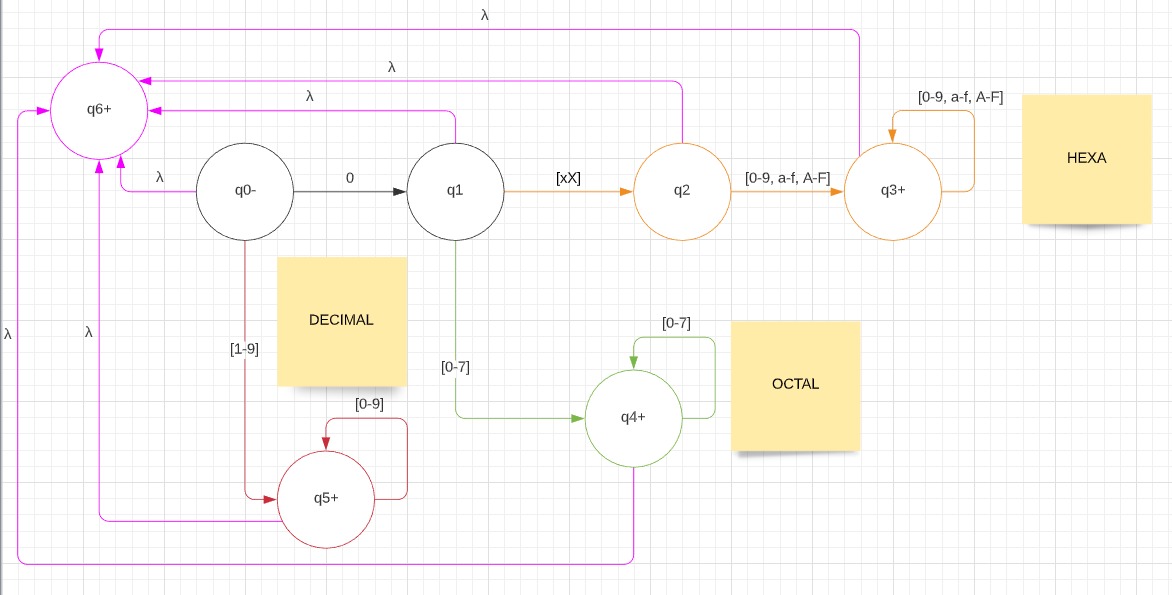 λ
λ
λ
q6+
[0-9, a-f, A-F]
HEXA
λ
q0-
0
q1
[xX]
q2
[0-9, a-f, A-F]
q3+
DECIMAL
[0-7]
λ
λ
[1-9]
[0-7]
OCTAL
[0-9]
q4+
q5+